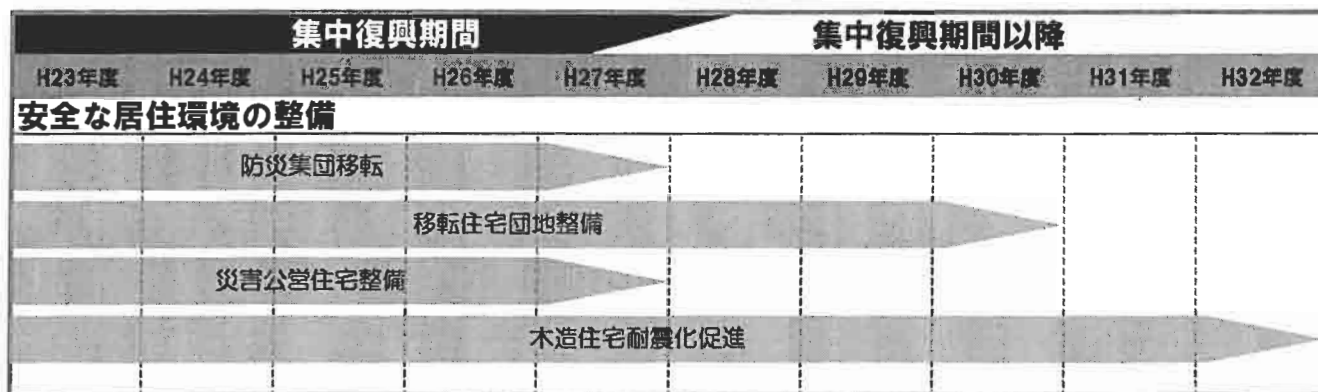 集中復興期間 集中復興期間以降
H23年度 H24年度 H25年度 H26年度 H27年度 H28年度 H29年度 H30年度 H31年度 H32年度
安全な居住環境の整備
防災集団移転
移転住宅団地整備
災害公営住宅整備
木造住宅耐震化促進